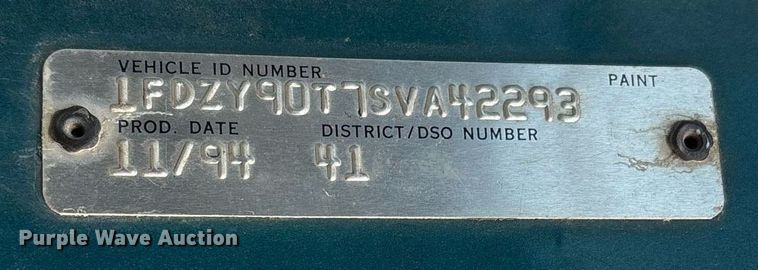 VEHICLE ID NUMBER PAINT
1FDZY90T7SVA42293
PROD. DATE DISTRICT/DSO NUMBER
11/94 41
Purple Wave Auction